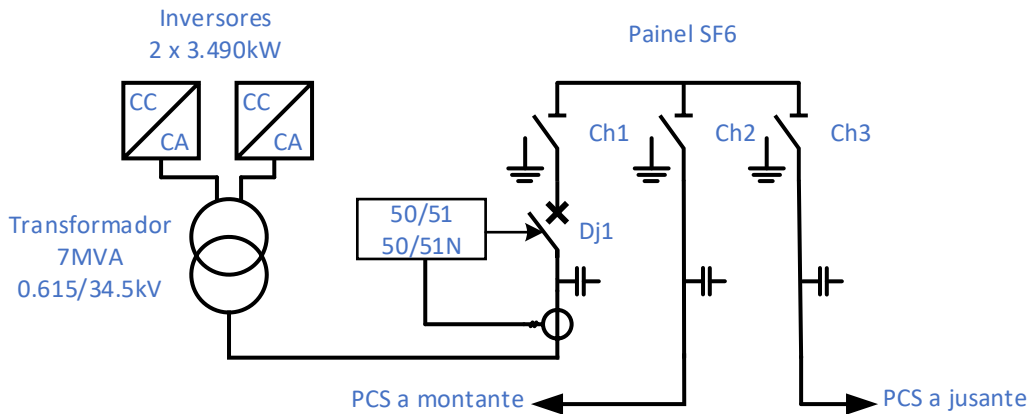 Inversores
2 x 3.490kW
Painel SF6
CC
CA
CC
CA
Ch1
Ch2
Ch3
Transformador
7MVA
0.615/34.5kV
50/51
50/51N
Dj1
PCS a montante
PCS a jusante